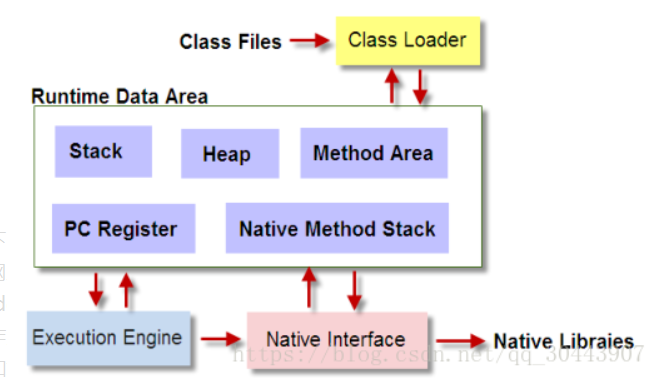 Class Files
Class Loader
Runtime Data Area
Stack
Heap
Method Area
PC Register
Native Method Stack
Execution Engine
Native Interface
Native Libraies
https://blog.csdn.net/qq_30443907